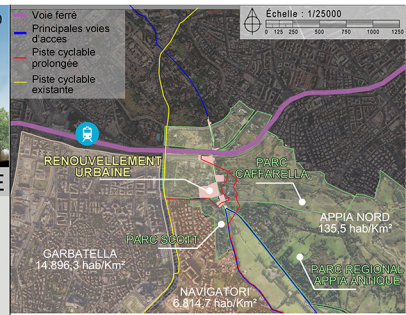 Voie ferré
Principales voies
d'acces
Piste cyclable
prolongée
Piste cyclable
existante
Échelle : 1/25000
0 125 250 500 750 1000 1250
RENOUVELLEMENT
URBAINE
PARC
CAFFARELLA
APPIA NORD
135,5 hab/Km²
PARC SCOTT
GARBATELLA
14.896,3 hab/Km²
PARC REGIONAL
APPIA ANTIQUE
NAVIGATORI
6.814,7 hab/Km²